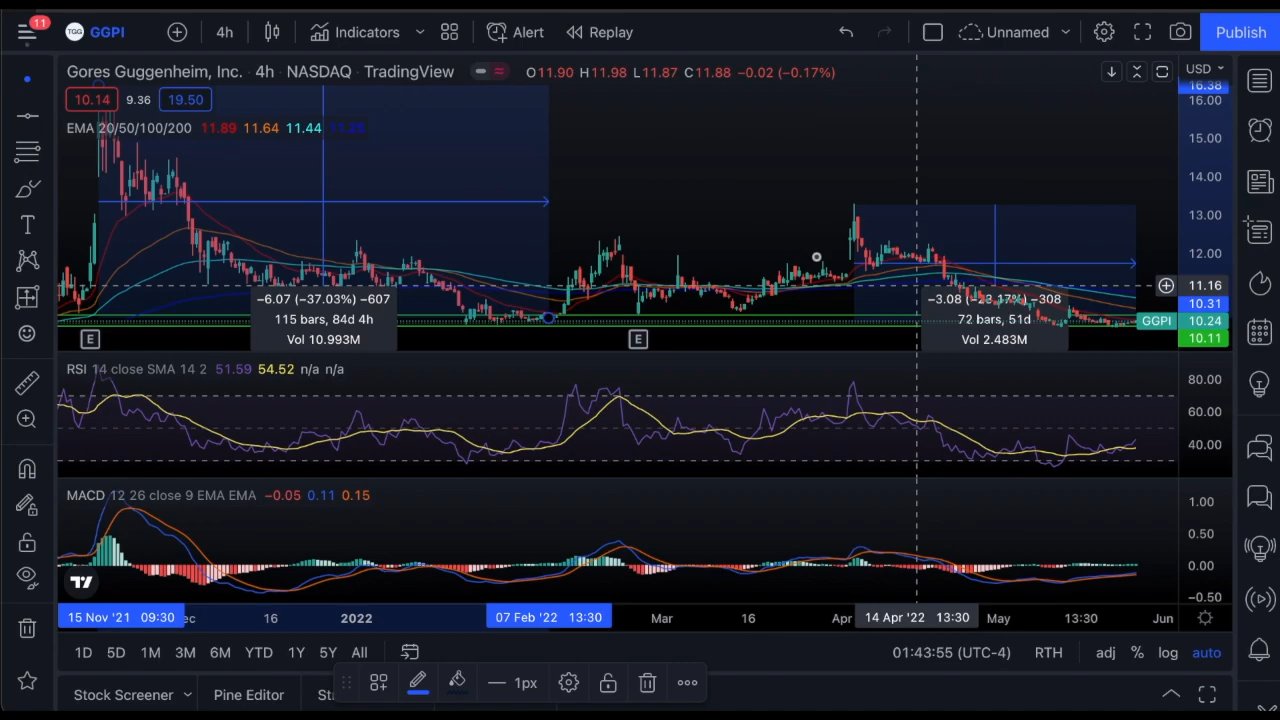 11
TGG GGPI 4h Indicators Alert Replay Unnamed Publish
Gores Guggenheim, Inc. · 4h · NASDAQ · TradingView O11.90 H11.98 L11.87 C11.88 −0.02 (−0.17%) USD
10.14 9.36 19.50
EMA 20/50/100/200 11.89 11.64 11.44
16.38
16.00
15.00
14.00
13.00
12.00
11.16
10.31
GGPI 10.24
10.11
−6.07 (−37.03%) −607
115 bars, 84d 4h
Vol 10.993M
72 bars, 51d
Vol 2.483M
E E
RSI 14 close SMA 14 2 51.59 54.52 n/a n/a
80.00
60.00
40.00
MACD 12 26 close 9 EMA EMA −0.05 0.11 0.15
1.00
0.50
0.00
−0.50
15 Nov '21 09:30 16 2022 07 Feb '22 13:30 Mar 16 Apr 14 Apr '22 13:30 May 13:30 Jun
1D 5D 1M 3M 6M YTD 1Y 5Y All 01:43:55 (UTC-4) RTH adj % log auto
Stock Screener Pine Editor 1px